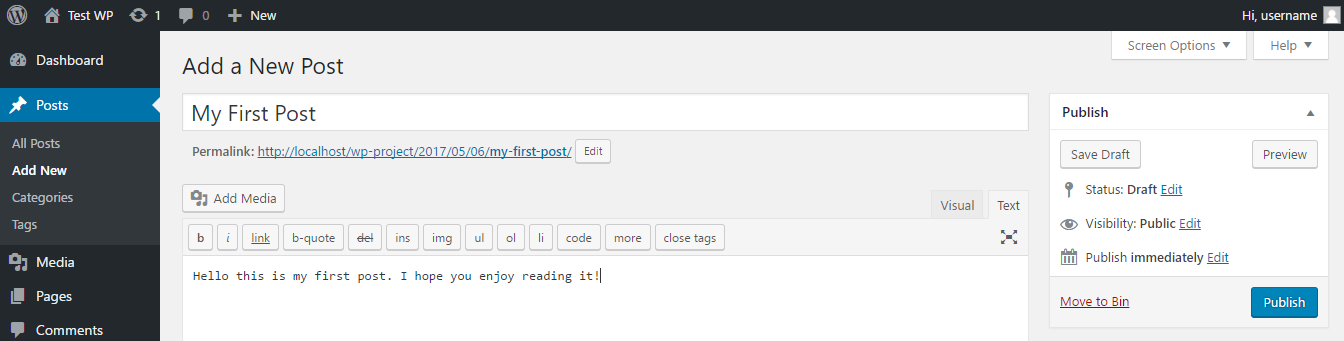 Test WP 1 0 New Hi, username
Screen Options Help
Dashboard
Posts
All Posts
Add New
Categories
Tags
Media
Pages
Comments
Add a New Post
My First Post
Permalink: http://localhost/wp-project/2017/05/06/my-first-post/ Edit
Add Media Visual Text
b i link b-quote del ins img ul ol li code more close tags
Hello this is my first post. I hope you enjoy reading it!
Publish
Save Draft Preview
Status: Draft Edit
Visibility: Public Edit
Publish immediately Edit
Move to Bin Publish